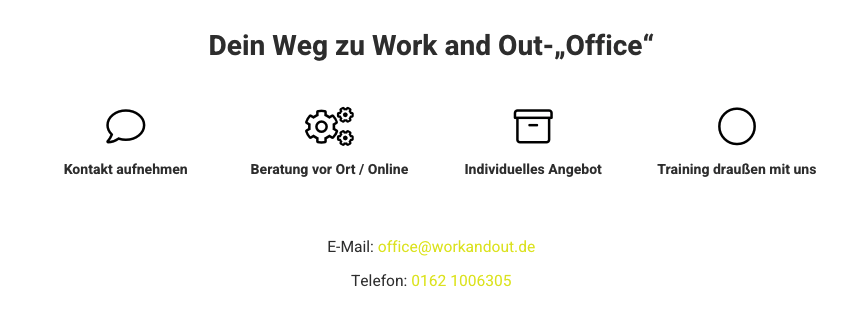 Dein Weg zu Work and Out-„Office“
Kontakt aufnehmen
Beratung vor Ort / Online
Individuelles Angebot
Training draußen mit uns
E-Mail: office@workandout.de
Telefon: 0162 1006305